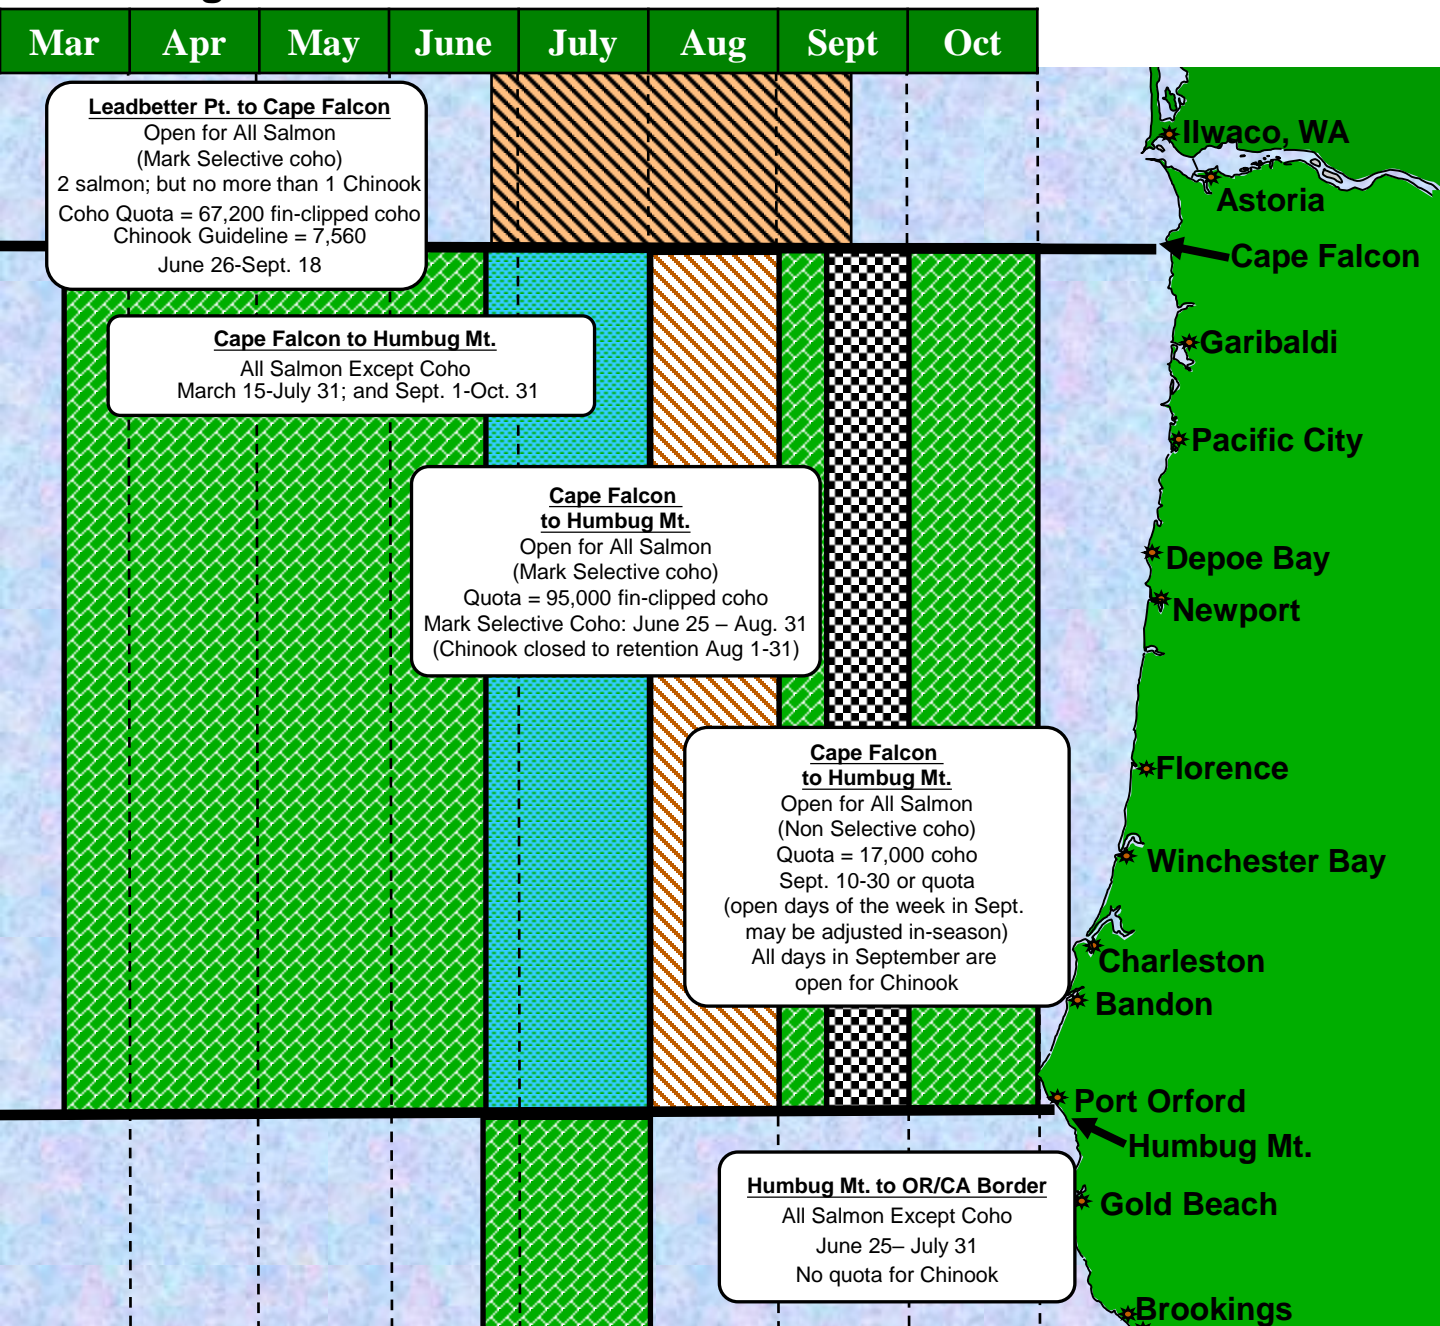 Mar Apr May June July Aug Sept Oct
Leadbetter Pt. to Cape Falcon
Open for All Salmon
(Mark Selective coho)
2 salmon; but no more than 1 Chinook
Coho Quota = 67,200 fin-clipped coho
Chinook Guideline = 7,560
June 26-Sept. 18
Cape Falcon to Humbug Mt.
All Salmon Except Coho
March 15-July 31; and Sept. 1-Oct. 31
Cape Falcon
to Humbug Mt.
Open for All Salmon
(Mark Selective coho)
Quota = 95,000 fin-clipped coho
Mark Selective Coho: June 25 – Aug. 31
(Chinook closed to retention Aug 1-31)
Cape Falcon
to Humbug Mt.
Open for All Salmon
(Non Selective coho)
Quota = 17,000 coho
Sept. 10-30 or quota
(open days of the week in Sept.
may be adjusted in-season)
All days in September are
open for Chinook
Humbug Mt. to OR/CA Border
All Salmon Except Coho
June 25– July 31
No quota for Chinook
Ilwaco, WA
Astoria
Cape Falcon
Garibaldi
Pacific City
Depoe Bay
Newport
Florence
Winchester Bay
Charleston
Bandon
Port Orford
Humbug Mt.
Gold Beach
Brookings